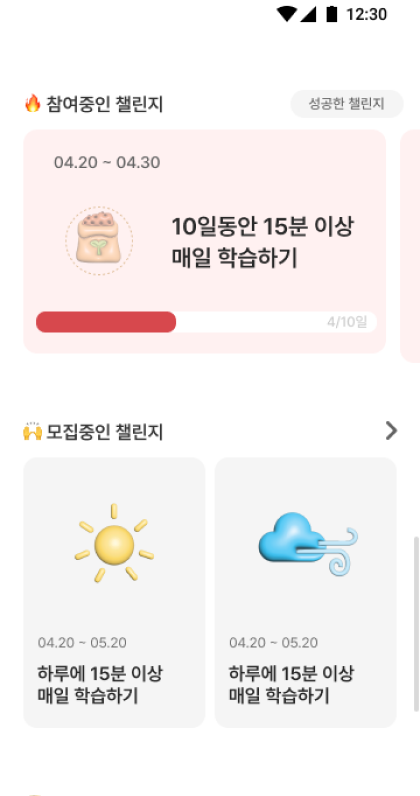 12:30
참여중인 챌린지
성공한 챌린지
04.20 ~ 04.30
10일동안 15분 이상
매일 학습하기
4/10일
모집중인 챌린지
04.20 ~ 05.20
하루에 15분 이상
매일 학습하기
04.20 ~ 05.20
하루에 15분 이상
매일 학습하기